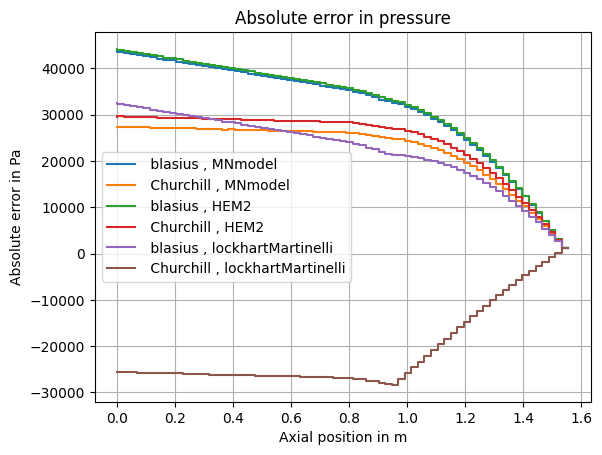 Absolute error in pressure
Absolute error in Pa
40000
30000
20000
10000
0
−10000
−20000
−30000
blasius , MNmodel
Churchill , MNmodel
blasius , HEM2
Churchill , HEM2
blasius , lockhartMartinelli
Churchill , lockhartMartinelli
0.0 0.2 0.4 0.6 0.8 1.0 1.2 1.4 1.6
Axial position in m